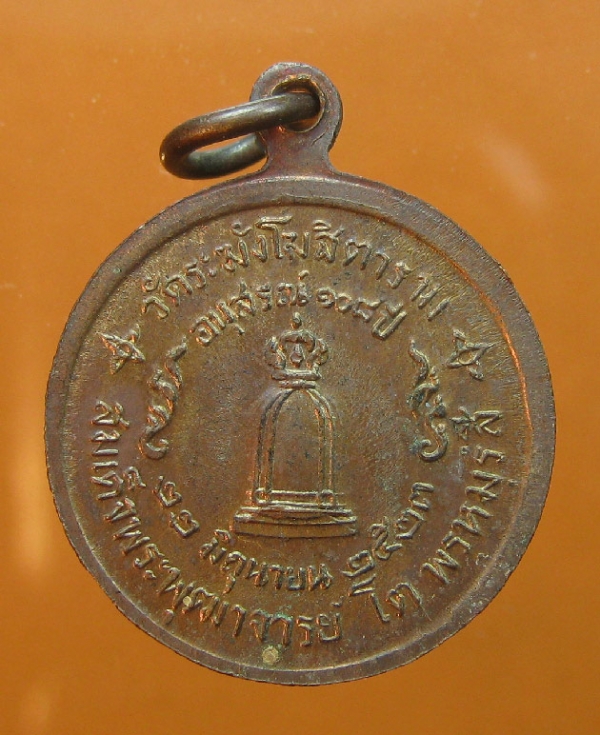 วัดระฆังโฆสิตาราม
อนุสรณ์ ๑๐๘ ปี
๒๒ มิถุนายน ๒๕๒๓
สมเด็จพระพุฒาจารย์ โต พรหมรังสี